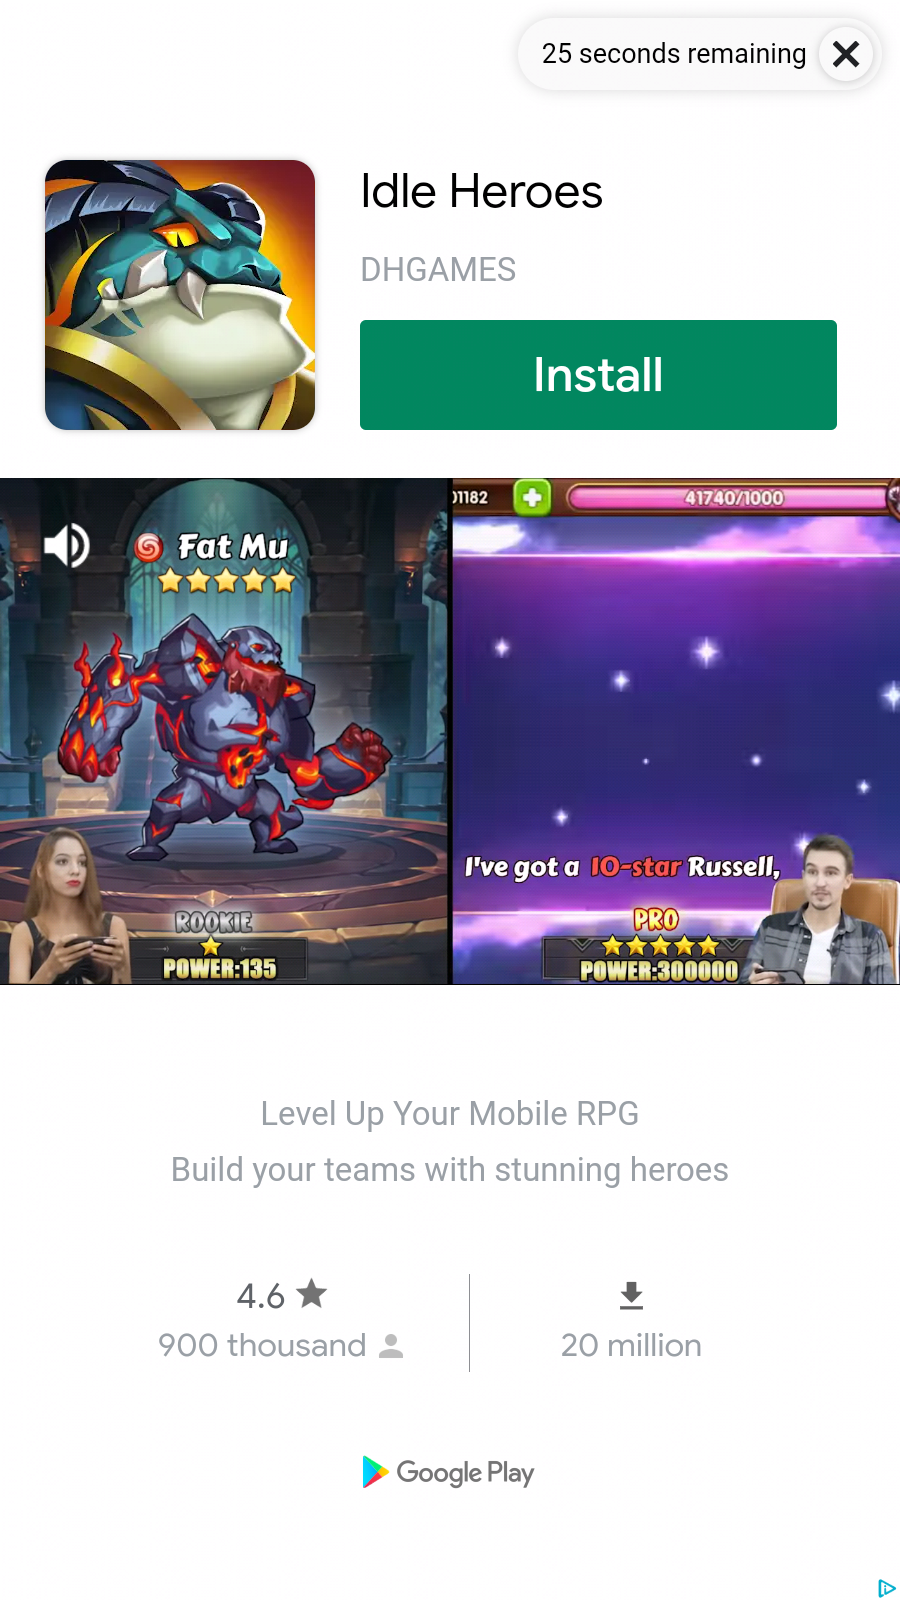 25 seconds remaining
Idle Heroes
DHGAMES
Install
Fat Mu
01182
41740/1000
I've got a 10-star Russell,
ROOKIE
POWER:135
PRO
POWER:300000
Level Up Your Mobile RPG
Build your teams with stunning heroes
4.6
900 thousand
20 million
Google Play